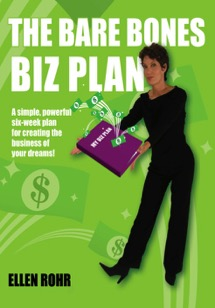 THE BARE BONES
BIZ PLAN
A simple, powerful
six-week plan
for creating the
business of
your dreams!
MY BIZ PLAN
ELLEN ROHR